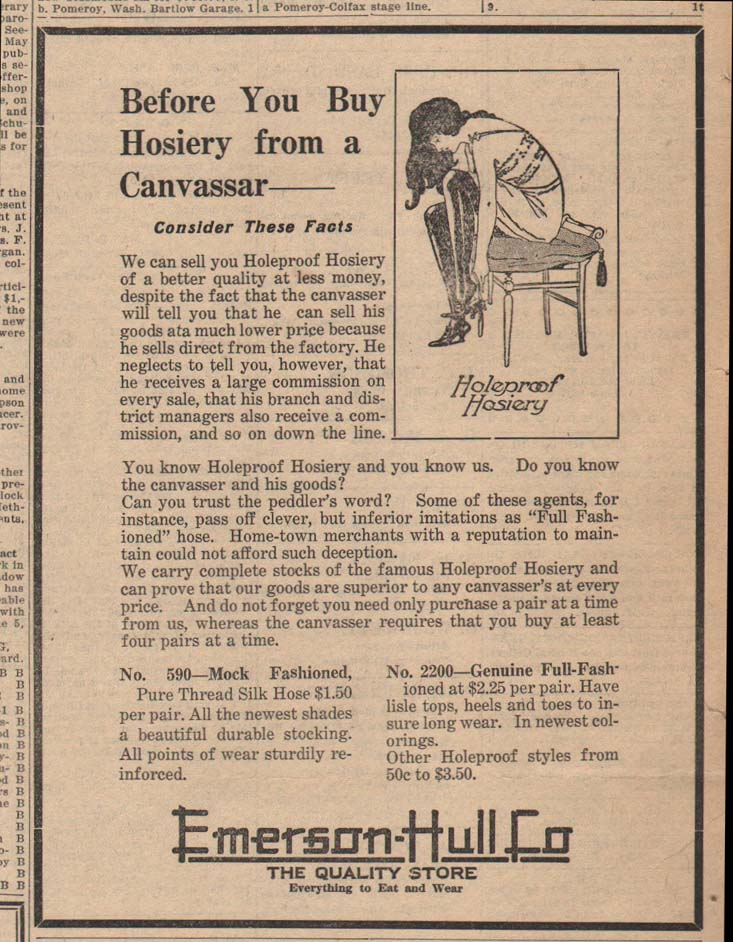 b. Pomeroy, Wash. Bartlow Garage. 1
a Pomeroy-Colfax stage line.
9. 1t
Before You Buy
Hosiery from a
Canvassar—
Consider These Facts
We can sell you Holeproof Hosiery
of a better quality at less money,
despite the fact that the canvasser
will tell you that he can sell his
goods ata much lower price because
he sells direct from the factory. He
neglects to tell you, however, that
he receives a large commission on
every sale, that his branch and dis-
trict managers also receive a com-
mission, and so on down the line.
Holeproof
Hosiery
You know Holeproof Hosiery and you know us. Do you know
the canvasser and his goods?
Can you trust the peddler's word? Some of these agents, for
instance, pass off clever, but inferior imitations as "Full Fash-
ioned" hose. Home-town merchants with a reputation to main-
tain could not afford such deception.
We carry complete stocks of the famous Holeproof Hosiery and
can prove that our goods are superior to any canvasser's at every
price. And do not forget you need only purchase a pair at a time
from us, whereas the canvasser requires that you buy at least
four pairs at a time.
No. 590—Mock Fashioned,
Pure Thread Silk Hose $1.50
per pair. All the newest shades
a beautiful durable stocking.
All points of wear sturdily re-
inforced.
No. 2200—Genuine Full-Fash-
ioned at $2.25 per pair. Have
lisle tops, heels and toes to in-
sure long wear. In newest col-
orings.
Other Holeproof styles from
50c to $3.50.
Emerson-Hull Co
THE QUALITY STORE
Everything to Eat and Wear